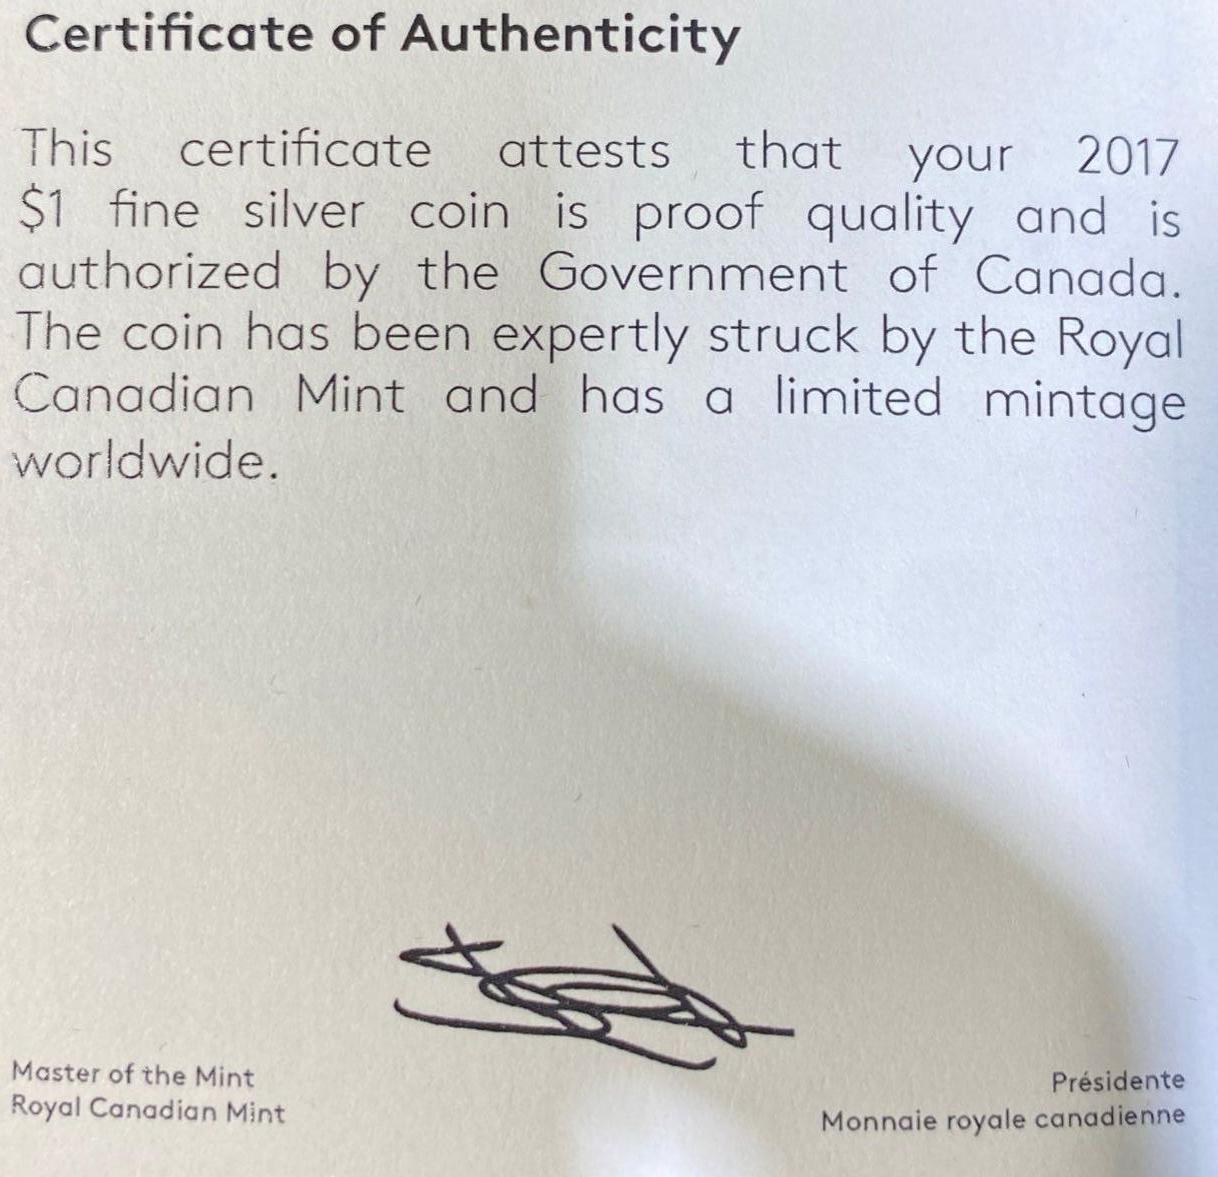 Certificate of Authenticity
This certificate attests that your 2017
$1 fine silver coin is proof quality and is
authorized by the Government of Canada.
The coin has been expertly struck by the Royal
Canadian Mint and has a limited mintage
worldwide.
Master of the Mint
Royal Canadian Mint
Présidente
Monnaie royale canadienne